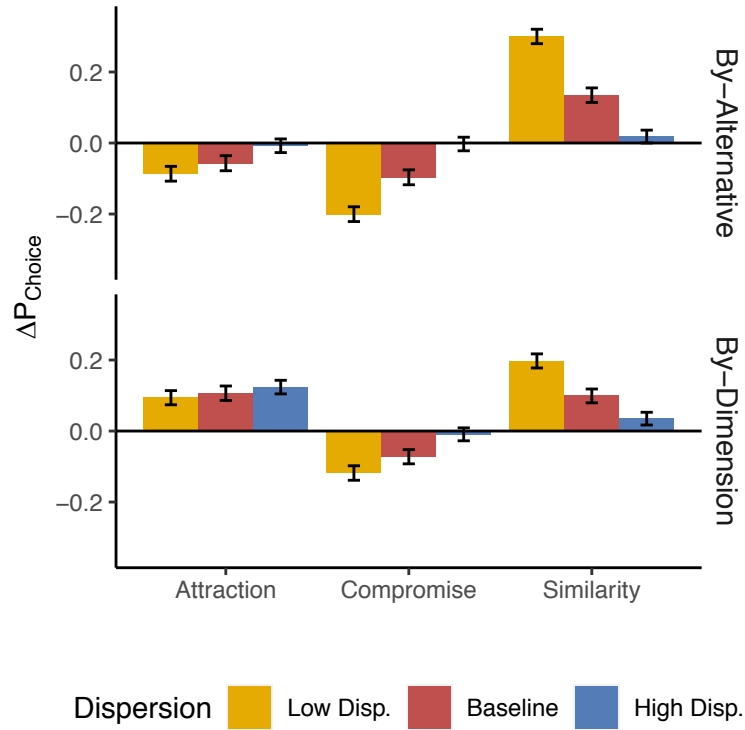 0.2
0.0
−0.2
By−Alternative
ΔP_Choice
0.2
0.0
−0.2
By−Dimension
Attraction Compromise Similarity
Dispersion Low Disp. Baseline High Disp.